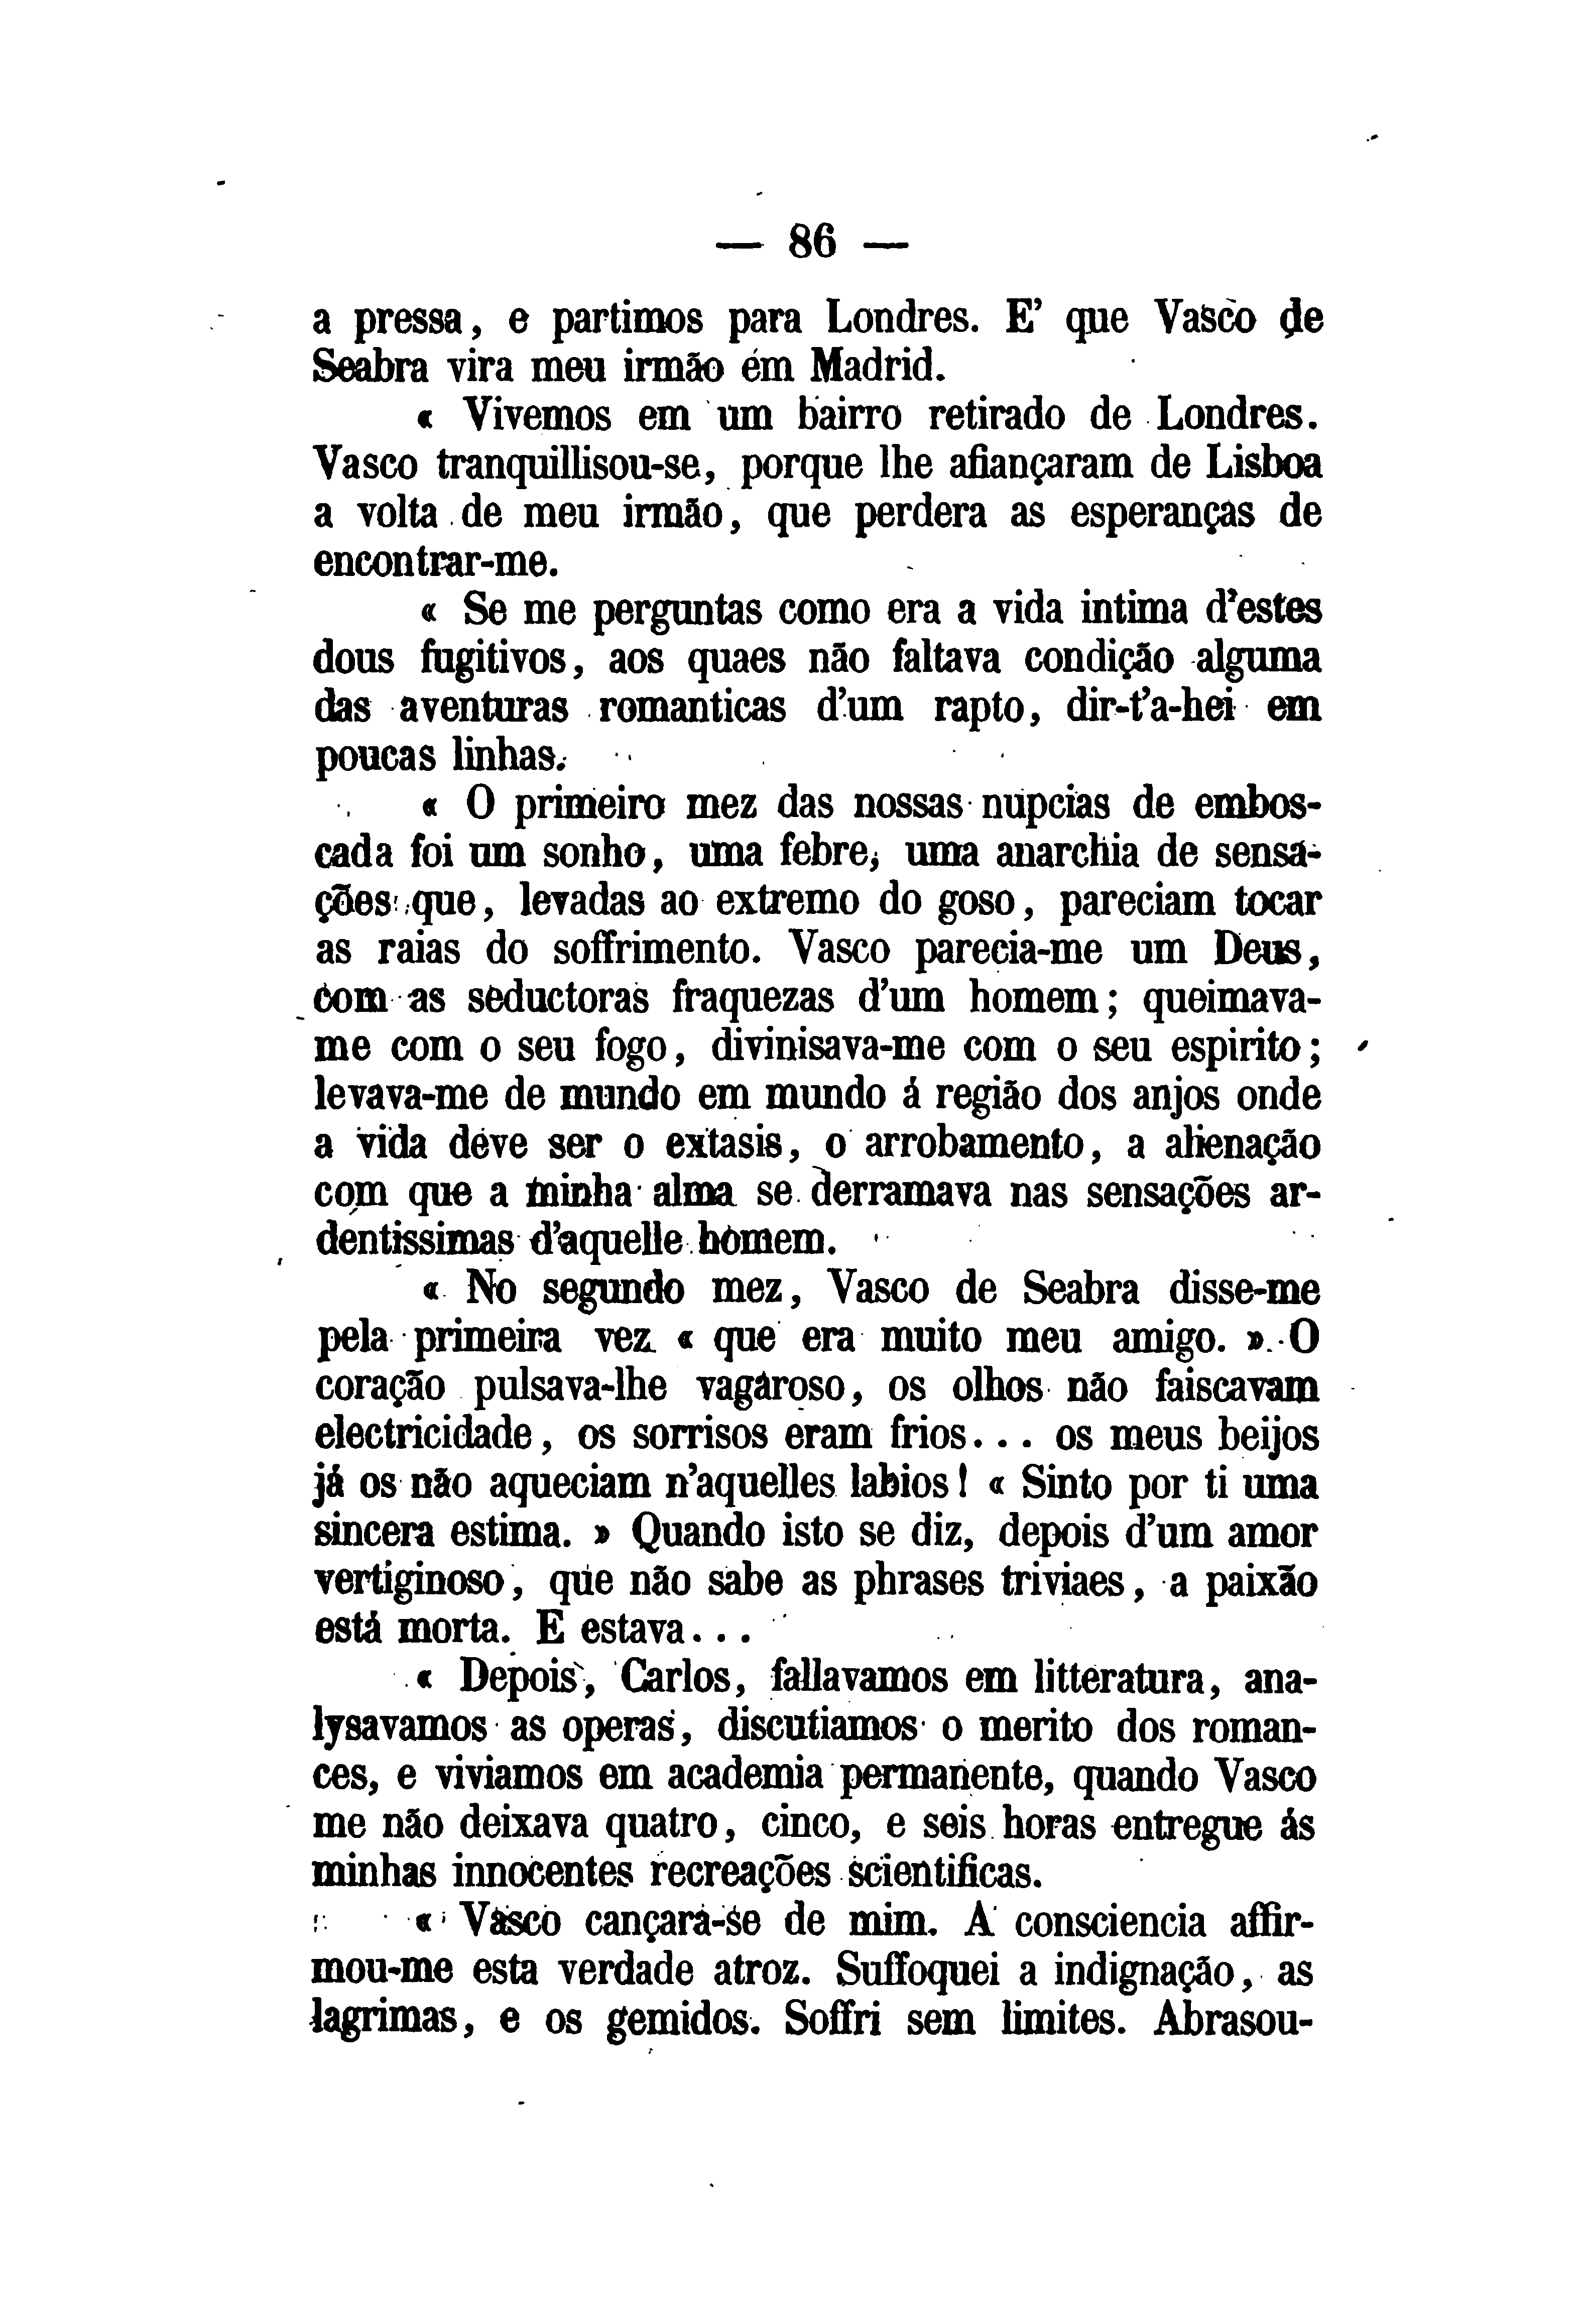 — 86 —
a pressa, e partimos para Londres. E' que Vasco de
Seabra vira meu irmão em Madrid.
« Vivemos em um bairro retirado de Londres.
Vasco tranquillisou-se, porque lhe afiançaram de Lisboa
a volta de meu irmão, que perdera as esperanças de
encontrar-me.
« Se me perguntas como era a vida intima d'estes
dous fugitivos, aos quaes não faltava condição alguma
das aventuras romanticas d'um rapto, dir-t'a-hei em
poucas linhas.
« O primeiro mez das nossas nupcias de embos-
cada foi um sonho, uma febre, uma anarchia de sensa-
ções que, levadas ao extremo do goso, pareciam tocar
as raias do soffrimento. Vasco parecia-me um Deus,
com as seductoras fraquezas d'um homem; queimava-
me com o seu fogo, divinisava-me com o seu espirito;
levava-me de mundo em mundo á região dos anjos onde
a vida deve ser o extasis, o arrobamento, a alienação
com que a minha alma se derramava nas sensações ar-
dentissimas d'aquelle homem.
« No segundo mez, Vasco de Seabra disse-me
pela primeira vez « que era muito meu amigo. » O
coração pulsava-lhe vagaroso, os olhos não faiscavam
electricidade, os sorrisos eram frios... os meus beijos
já os não aqueciam n'aquelles labios! « Sinto por ti uma
sincera estima. » Quando isto se diz, depois d'um amor
vertiginoso, que não sabe as phrases triviaes, a paixão
está morta. E estava...
« Depois, Carlos, fallavamos em litteratura, ana-
lysavamos as operas, discutiamos o merito dos roman-
ces, e viviamos em academia permanente, quando Vasco
me não deixava quatro, cinco, e seis horas entregue ás
minhas innocentes recreações scientificas.
« Vasco cançara-se de mim. A consciencia affir-
mou-me esta verdade atroz. Suffoquei a indignação, as
lagrimas, e os gemidos. Soffri sem limites. Abrasou-